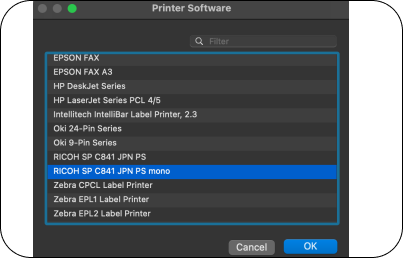 Printer Software
Filter
EPSON FAX
EPSON FAX A3
HP DeskJet Series
HP LaserJet Series PCL 4/5
Intellitech IntelliBar Label Printer, 2.3
Oki 24-Pin Series
Oki 9-Pin Series
RICOH SP C841 JPN PS
RICOH SP C841 JPN PS mono
Zebra CPCL Label Printer
Zebra EPL1 Label Printer
Zebra EPL2 Label Printer
Cancel OK